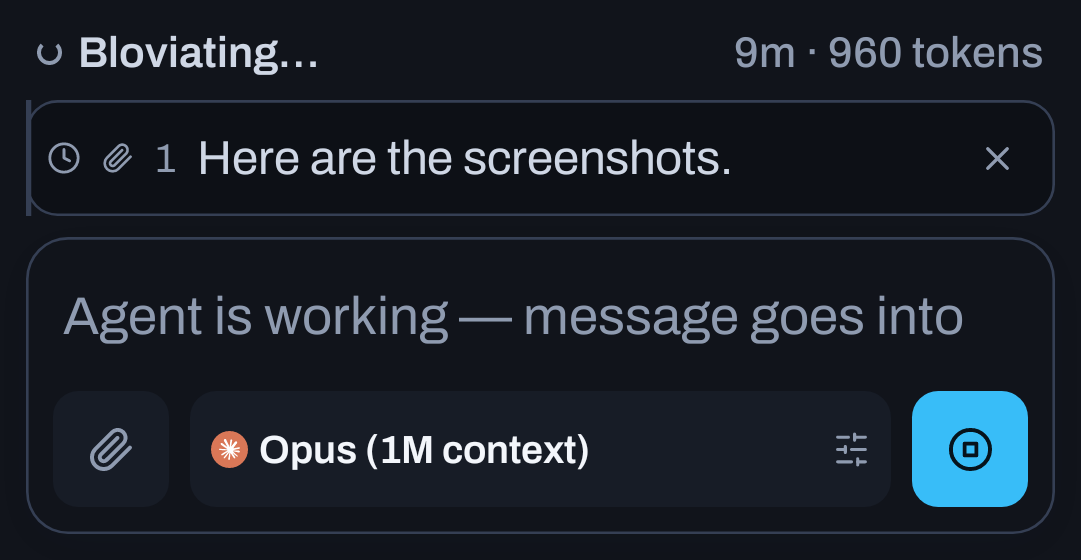 Bloviating...
9m · 960 tokens
1 Here are the screenshots.
Agent is working — message goes into
Opus (1M context)